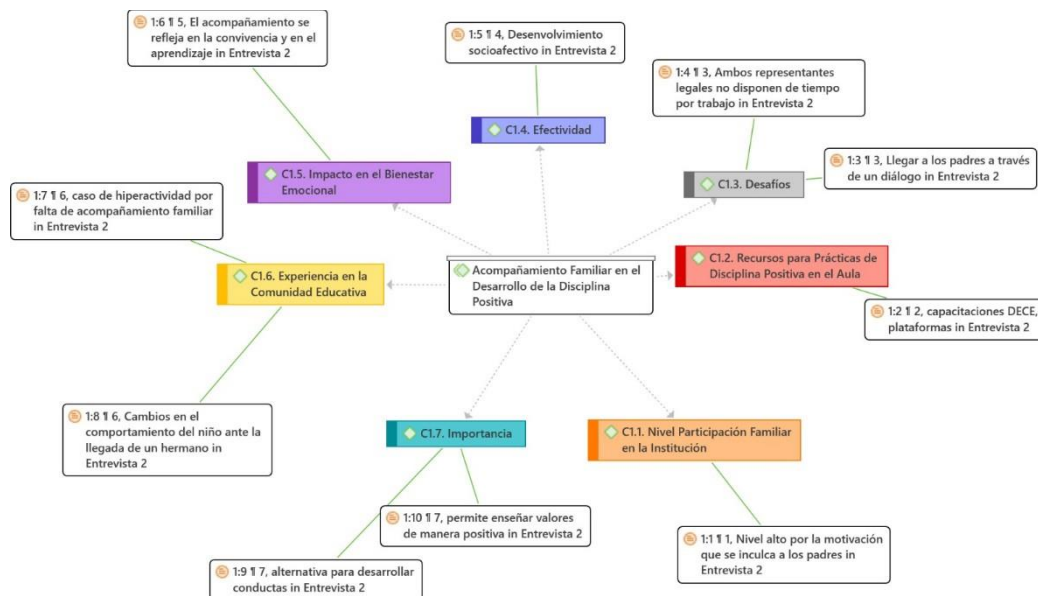 1:6 ¶ 5, El acompañamiento se
refleja en la convivencia y en el
aprendizaje in Entrevista 2
1:5 ¶ 4, Desenvolvimiento
socioafectivo in Entrevista 2
1:4 ¶ 3, Ambos representantes
legales no disponen de tiempo
por trabajo in Entrevista 2
C1.4. Efectividad
1:3 ¶ 3, Llegar a los padres a través
de un diálogo in Entrevista 2
C1.5. Impacto en el Bienestar
Emocional
C1.3. Desafíos
1:7 ¶ 6, caso de hiperactividad por
falta de acompañamiento familiar
in Entrevista 2
C1.2. Recursos para Prácticas de
Disciplina Positiva en el Aula
C1.6. Experiencia en la
Comunidad Educativa
Acompañamiento Familiar en el
Desarrollo de la Disciplina
Positiva
1:2 ¶ 2, capacitaciones DECE,
plataformas in Entrevista 2
1:8 ¶ 6, Cambios en el
comportamiento del niño ante la
llegada de un hermano in
Entrevista 2
C1.7. Importancia
C1.1. Nivel Participación Familiar
en la Institución
1:10 ¶ 7, permite enseñar valores
de manera positiva in Entrevista 2
1:1 ¶ 1, Nivel alto por la motivación
que se inculca a los padres in
Entrevista 2
1:9 ¶ 7, alternativa para desarrollar
conductas in Entrevista 2